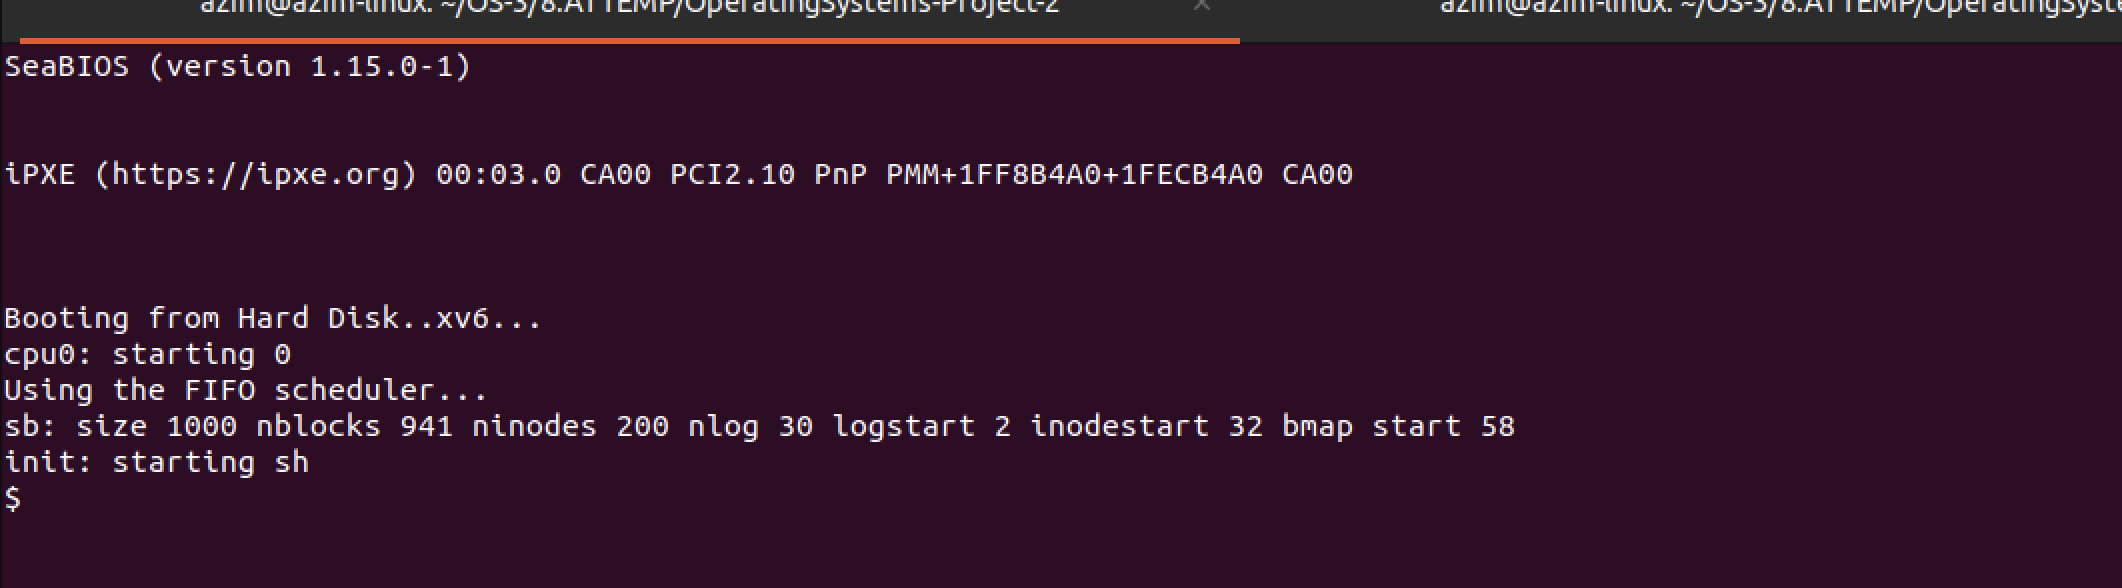 azim@azim-linux: ~/OS-3/8.ATTEMP/OperatingSystems-Project-2 × azim@azim-linux: ~/OS-3/8.ATTEMP/OperatingSyste
SeaBIOS (version 1.15.0-1)
iPXE (https://ipxe.org) 00:03.0 CA00 PCI2.10 PnP PMM+1FF8B4A0+1FECB4A0 CA00
Booting from Hard Disk..xv6...
cpu0: starting 0
Using the FIFO scheduler...
sb: size 1000 nblocks 941 ninodes 200 nlog 30 logstart 2 inodestart 32 bmap start 58
init: starting sh
$